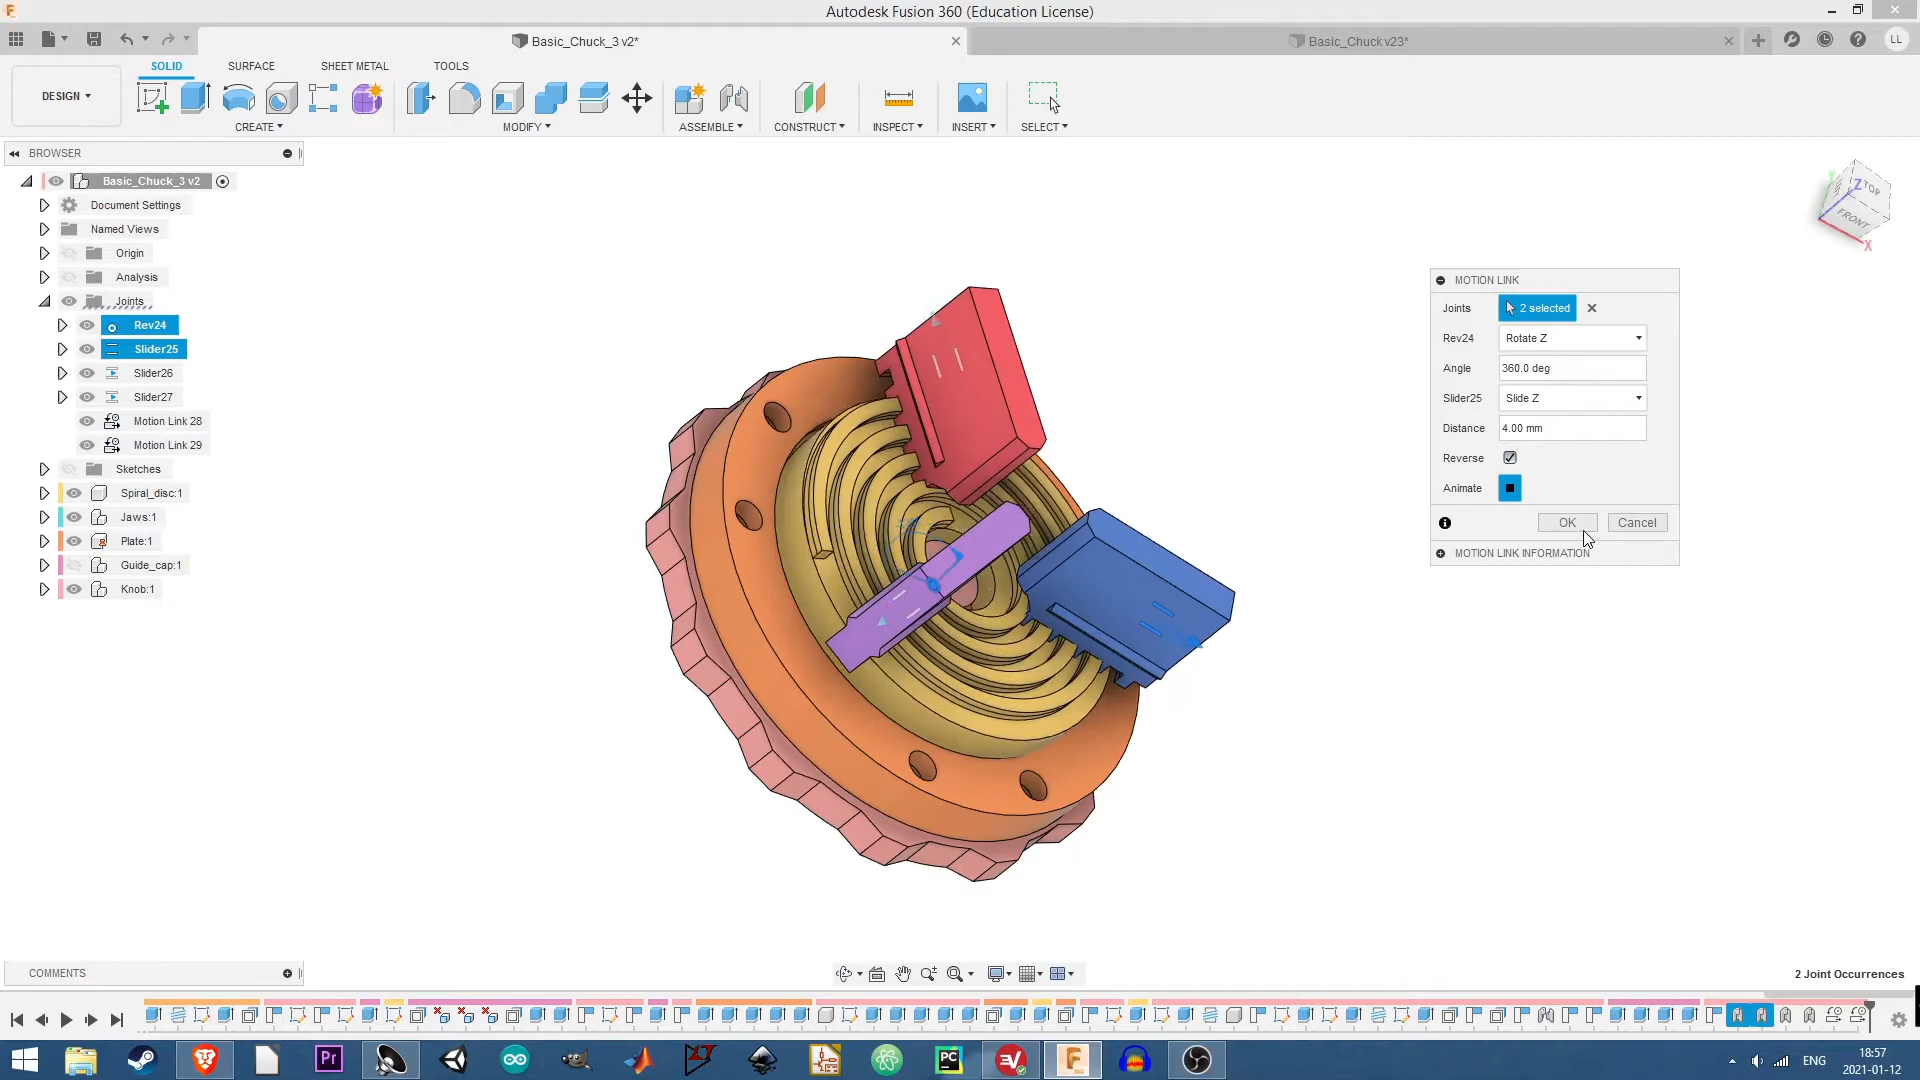 Autodesk Fusion 360 (Education License)
Basic_Chuck_3 v2*
Basic_Chuck v23*
LL
DESIGN
SOLID
SURFACE
SHEET METAL
TOOLS
CREATE
MODIFY
ASSEMBLE
CONSTRUCT
INSPECT
INSERT
SELECT
BROWSER
Basic_Chuck_3 v2
Document Settings
Named Views
Origin
Analysis
Joints
Rev24
Slider25
Slider26
Slider27
Motion Link 28
Motion Link 29
Sketches
Spiral_disc:1
Jaws:1
Plate:1
Guide_cap:1
Knob:1
TOP
FRONT
Z
X
Y
MOTION LINK
Joints 2 selected
Rev24 Rotate Z
Angle 360.0 deg
Slider25 Slide Z
Distance 4.00 mm
Reverse
Animate
OK Cancel
MOTION LINK INFORMATION
COMMENTS
2 Joint Occurrences
Pr
PC
ENG
18:57
2021-01-12